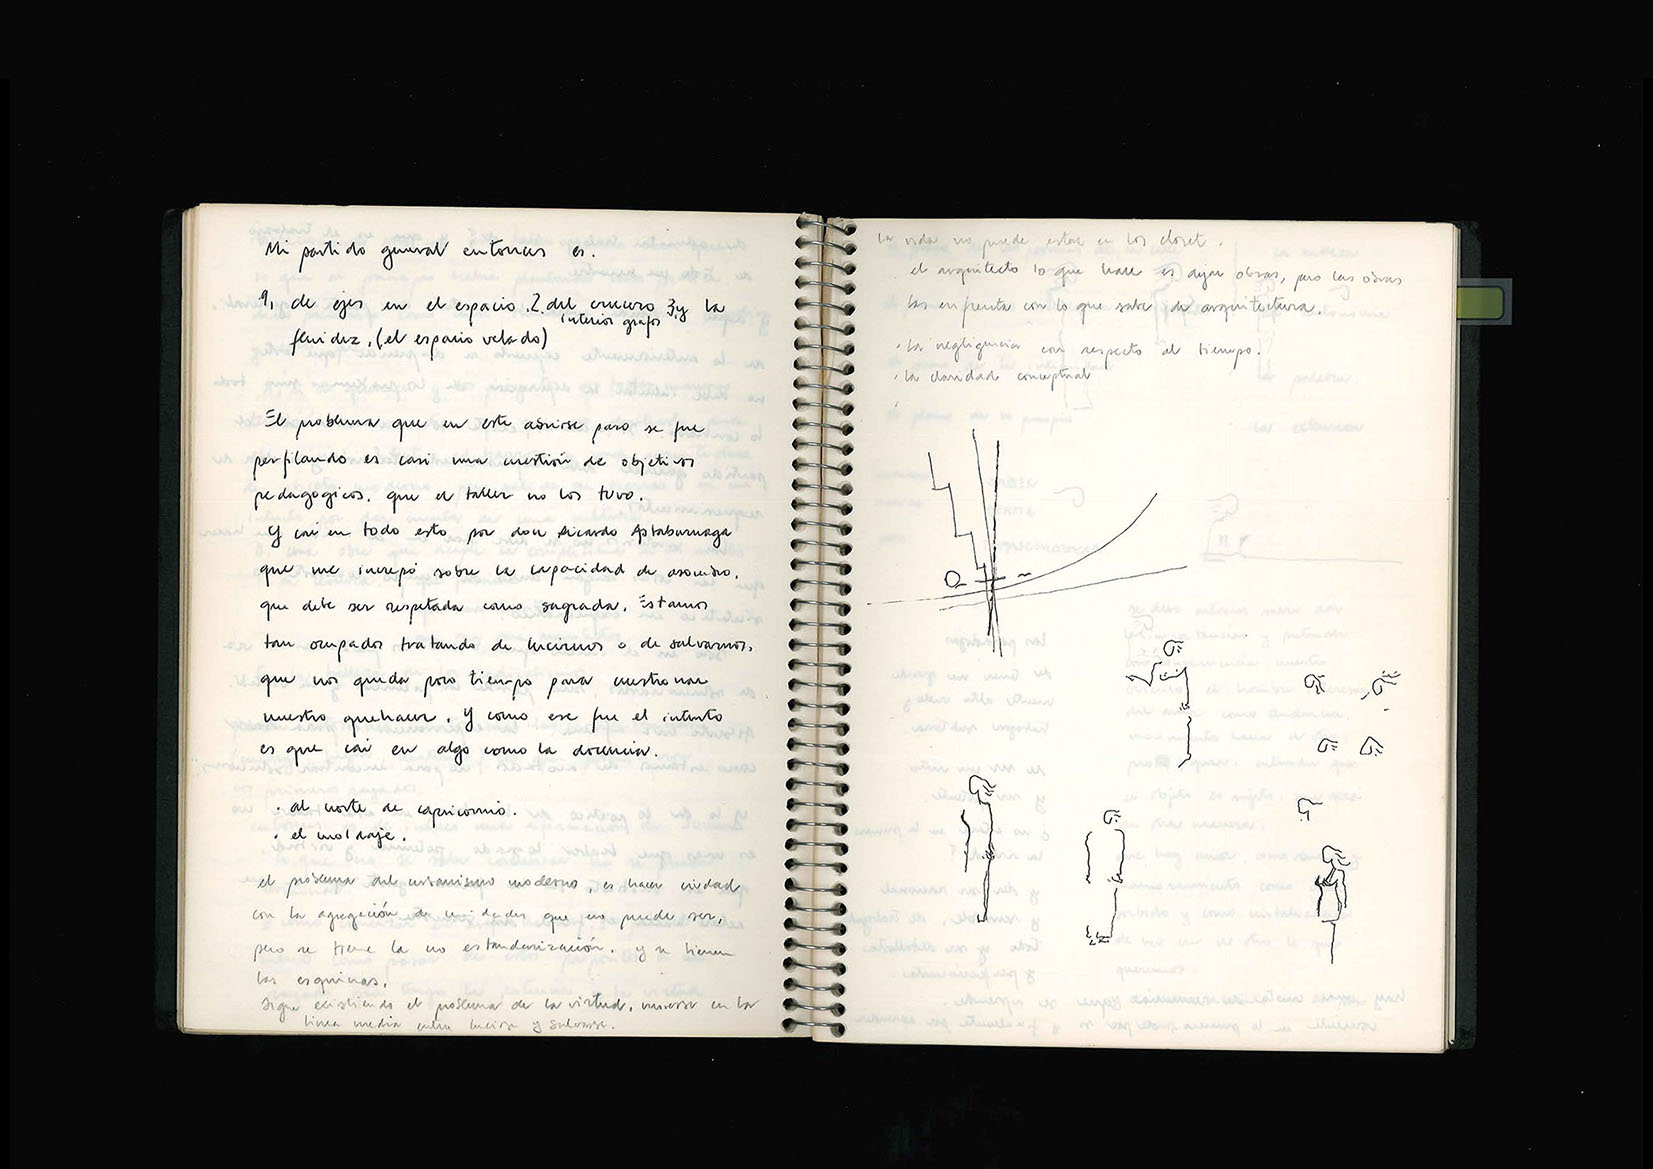 Mi partido general entonces es.
1, de ejes en el espacio. 2. del crucero 3, y la
interior grafo
fluidez. (el espacio velado)
El problema que en este abrirse paso se fue
perfilando es casi una cuestión de objetivos
pedagogicos. que el taller no los tuvo.
Y caí en todo esto por don Ricardo Astaburuaga
que me increpó sobre la capacidad de asombro.
que debe ser respetada como sagrada. Estamos
tan ocupados tratando de lucirnos o de salvarnos,
que nos queda poco tiempo para cuestionar
nuestro quehacer. Y como ese fue el intento
es que caí en algo como la docencia.
. al norte de capricornio.
. el moldaje.
el problema del urbanismo moderno, es hacer ciudad
con la agregación de unidades que no puede ser,
pero se tiene la no estandarización. y se tienen
las esquinas.
sigue existiendo el problema de la virtud, moverse en la
linea media entre lucirse y salvarse.
la vida no puede estar en los closet.
el arquitecto lo que hace es dejar obras, pero las obras
las enfrenta con lo que sabe de arquitectura.
. la negligencia con respecto al tiempo.
. la claridad conceptual